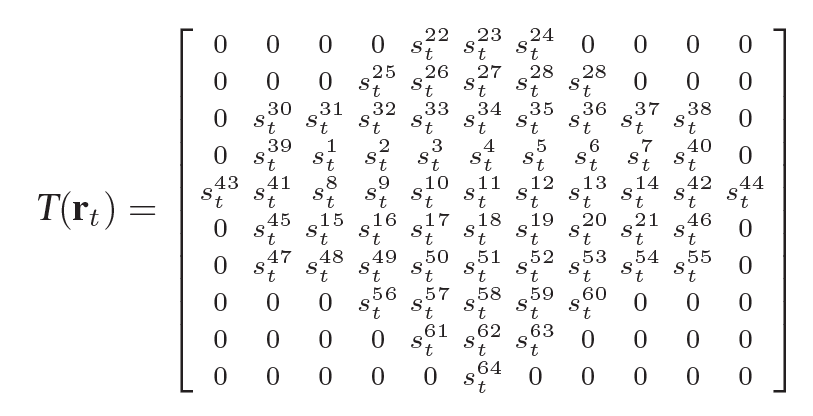 0 0 0 0 s_t^{22} s_t^{23} s_t^{24} 0 0 0 0
0 0 0 s_t^{25} s_t^{26} s_t^{27} s_t^{28} s_t^{28} 0 0 0
0 s_t^{30} s_t^{31} s_t^{32} s_t^{33} s_t^{34} s_t^{35} s_t^{36} s_t^{37} s_t^{38} 0
0 s_t^{39} s_t^{1} s_t^{2} s_t^{3} s_t^{4} s_t^{5} s_t^{6} s_t^{7} s_t^{40} 0
T(r_t) = s_t^{43} s_t^{41} s_t^{8} s_t^{9} s_t^{10} s_t^{11} s_t^{12} s_t^{13} s_t^{14} s_t^{42} s_t^{44}
0 s_t^{45} s_t^{15} s_t^{16} s_t^{17} s_t^{18} s_t^{19} s_t^{20} s_t^{21} s_t^{46} 0
0 s_t^{47} s_t^{48} s_t^{49} s_t^{50} s_t^{51} s_t^{52} s_t^{53} s_t^{54} s_t^{55} 0
0 0 0 s_t^{56} s_t^{57} s_t^{58} s_t^{59} s_t^{60} 0 0 0
0 0 0 0 s_t^{61} s_t^{62} s_t^{63} 0 0 0 0
0 0 0 0 0 s_t^{64} 0 0 0 0 0